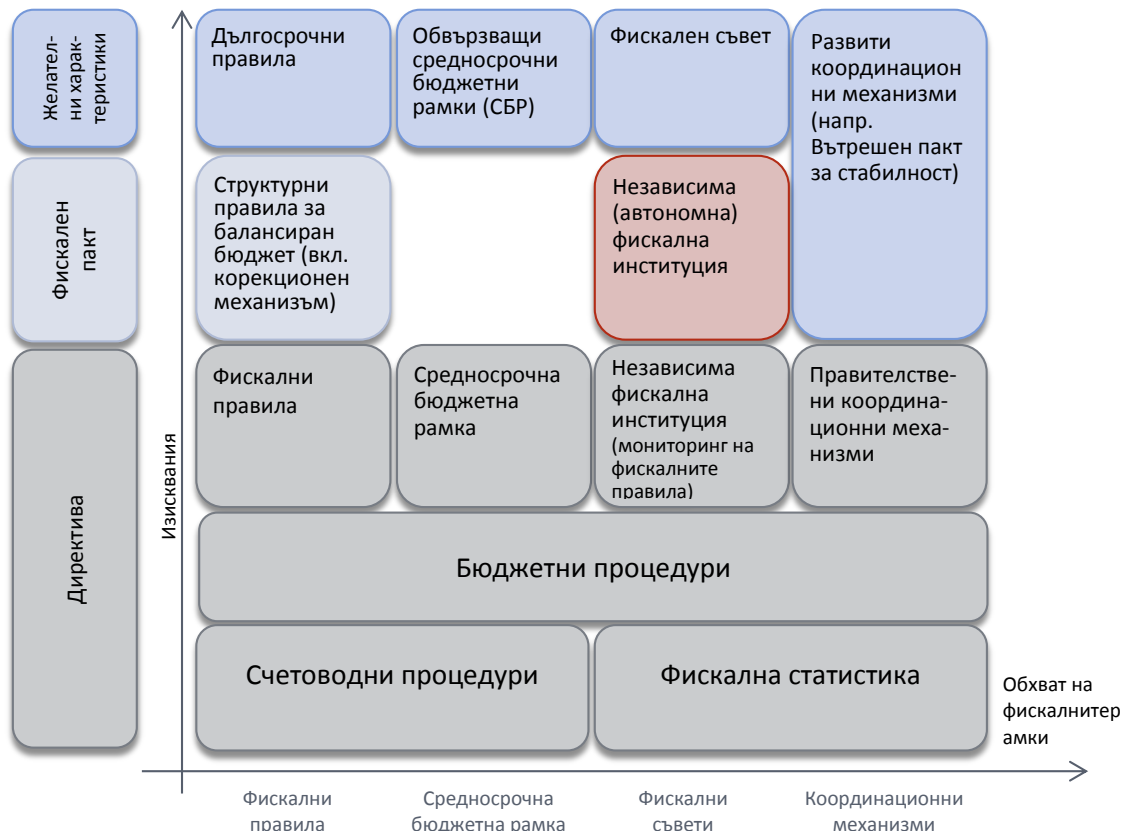 Желател-
ни харак-
теристики
Дългосрочни
правила
Обвързващи
средносрочни
бюджетни
рамки (СБР)
Фискален съвет
Развити
координацион
ни механизми
(напр.
Вътрешен пакт
за стабилност)
Фискален
пакт
Структурни
правила за
балансиран
бюджет (вкл.
корекционен
механизъм)
Независима
(автономна)
фискална
институция
Директива
Изисквания
Фискални
правила
Средносрочна
бюджетна
рамка
Независима
фискална
институция
(мониторинг на
фискалните
правила)
Правителстве-
ни координа-
ционни меха-
низми
Бюджетни процедури
Счетоводни процедури
Фискална статистика
Обхват на
фискалнитер
амки
Фискални
правила
Средносрочна
бюджетна рамка
Фискални
съвети
Координационни
механизми